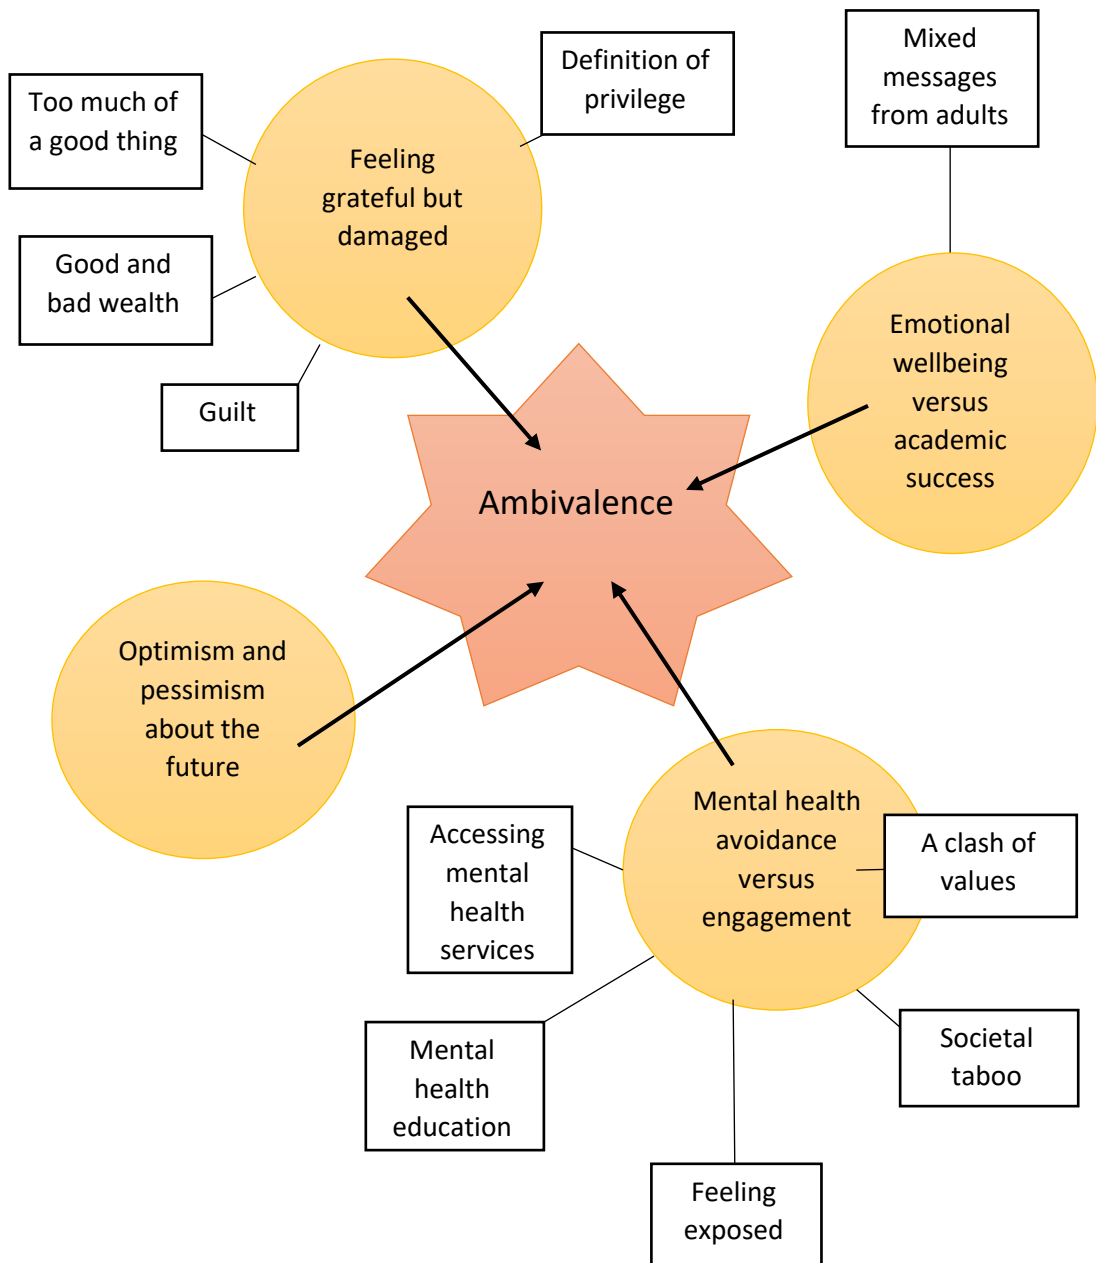 Too much of
a good thing
Definition of
privilege
Mixed
messages
from adults
Feeling
grateful but
damaged
Good and
bad wealth
Guilt
Emotional
wellbeing
versus
academic
success
Ambivalence
Optimism and
pessimism
about the
future
Mental health
avoidance
versus
engagement
Accessing
mental
health
services
A clash of
values
Mental
health
education
Societal
taboo
Feeling
exposed